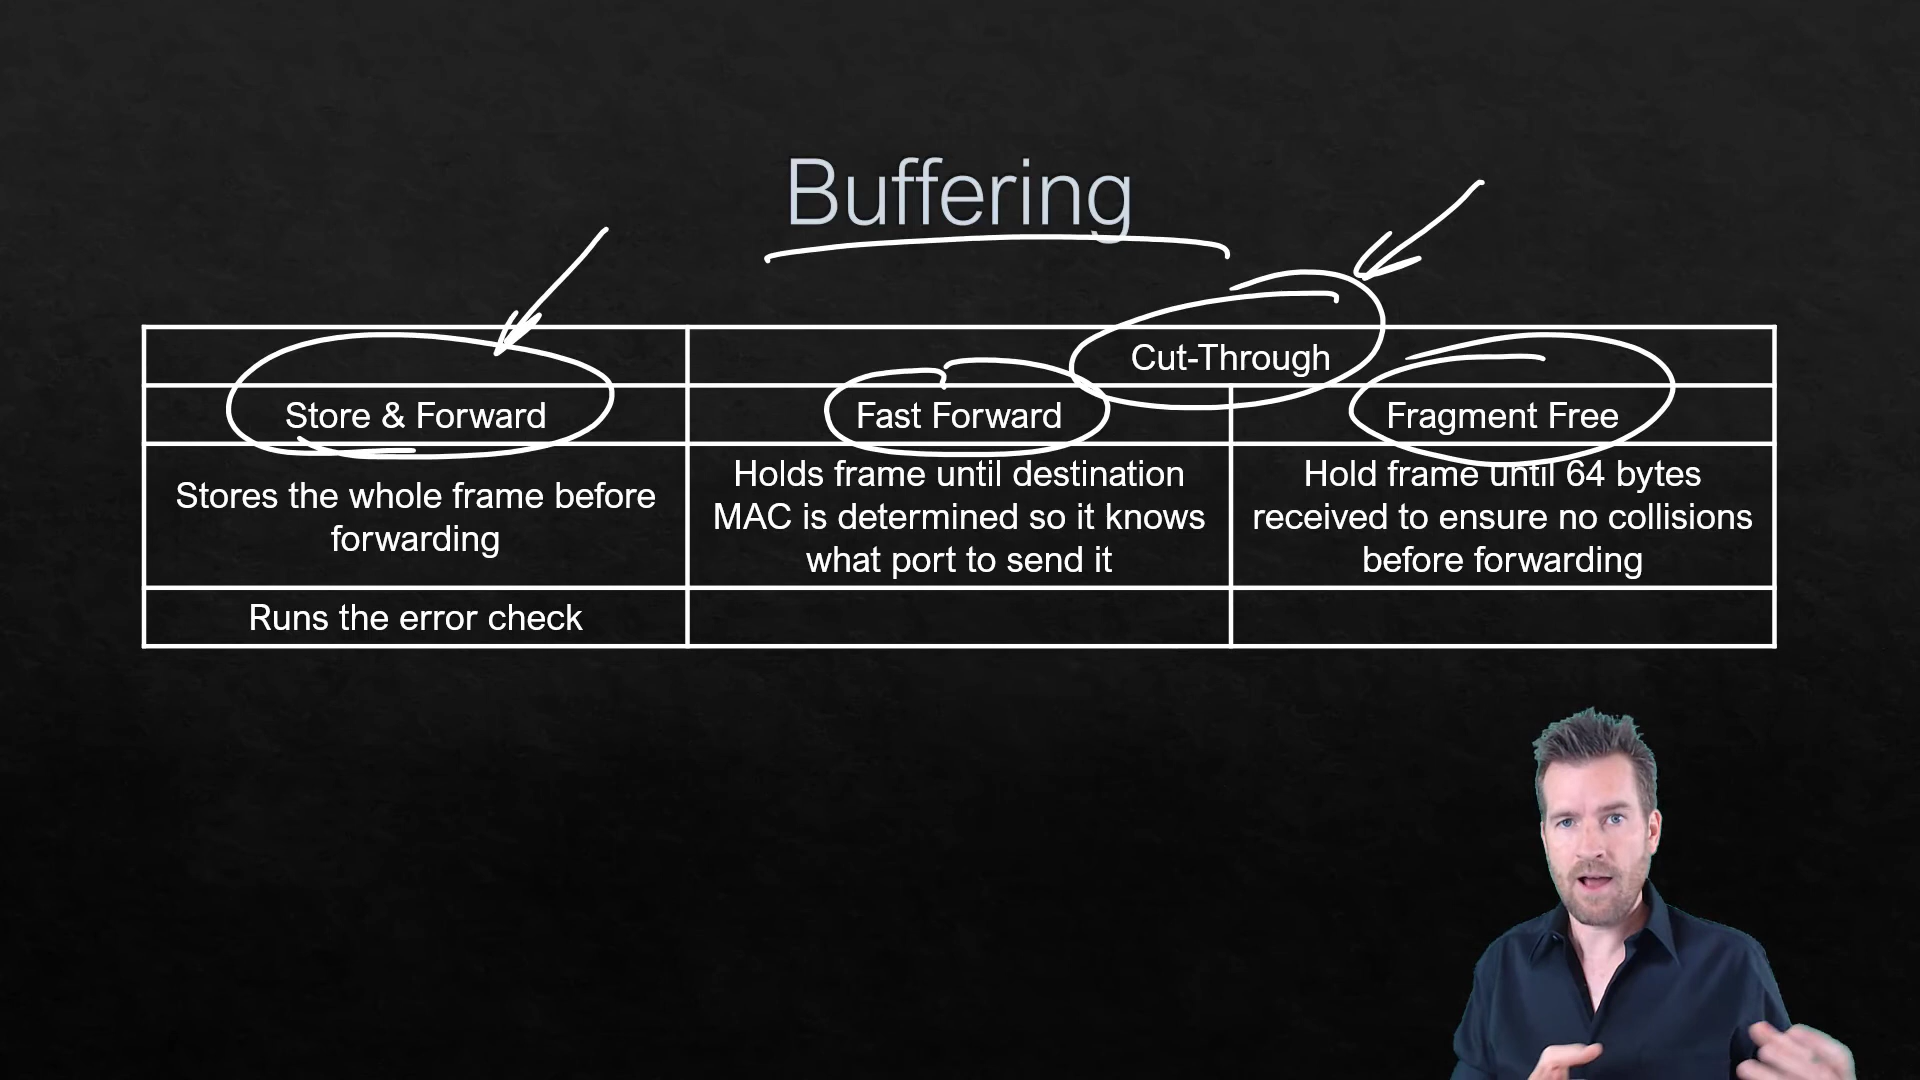 Buffering
Cut-Through
Store & Forward
Fast Forward
Fragment Free
Stores the whole frame before
forwarding
Holds frame until destination
MAC is determined so it knows
what port to send it
Hold frame until 64 bytes
received to ensure no collisions
before forwarding
Runs the error check